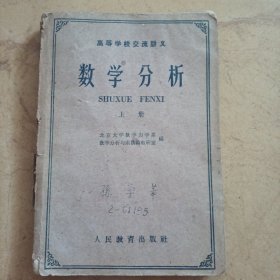 高等学校交流讲义
数学分析
SHUXUE FENXI
上册
北京大学数学力学系
数学分析与函数论教研室 编
张学
人民教育出版社